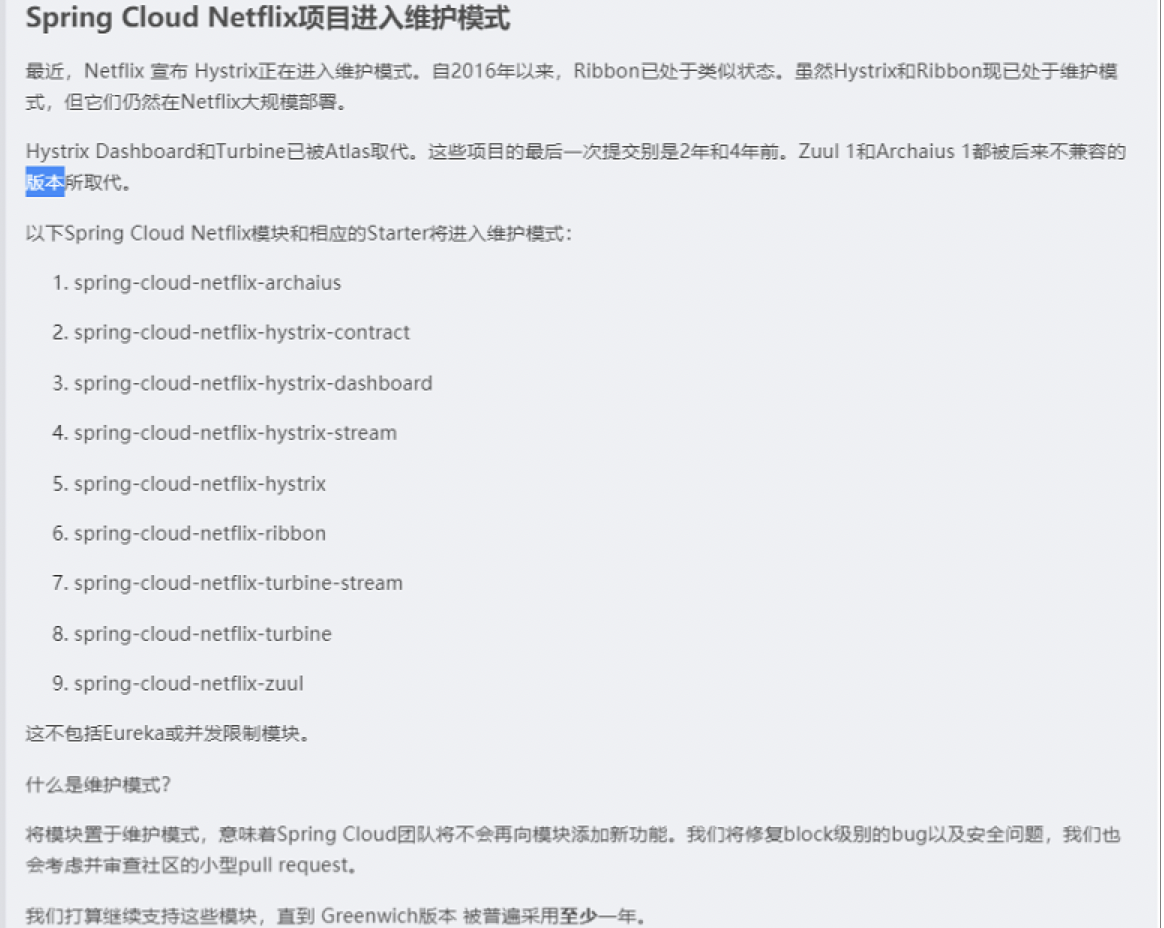 Spring Cloud Netflix项目进入维护模式
最近，Netflix 宣布 Hystrix正在进入维护模式。自2016年以来，Ribbon已处于类似状态。虽然Hystrix和Ribbon现已处于维护模
式，但它们仍然在Netflix大规模部署。
Hystrix Dashboard和Turbine已被Atlas取代。这些项目的最后一次提交别是2年和4年前。Zuul 1和Archaius 1都被后来不兼容的
版本所取代。
以下Spring Cloud Netflix模块和相应的Starter将进入维护模式：
1. spring-cloud-netflix-archaius
2. spring-cloud-netflix-hystrix-contract
3. spring-cloud-netflix-hystrix-dashboard
4. spring-cloud-netflix-hystrix-stream
5. spring-cloud-netflix-hystrix
6. spring-cloud-netflix-ribbon
7. spring-cloud-netflix-turbine-stream
8. spring-cloud-netflix-turbine
9. spring-cloud-netflix-zuul
这不包括Eureka或并发限制模块。
什么是维护模式？
将模块置于维护模式，意味着Spring Cloud团队将不会再向模块添加新功能。我们将修复block级别的bug以及安全问题，我们也
会考虑并审查社区的小型pull request。
我们打算继续支持这些模块，直到 Greenwich版本 被普遍采用至少一年。